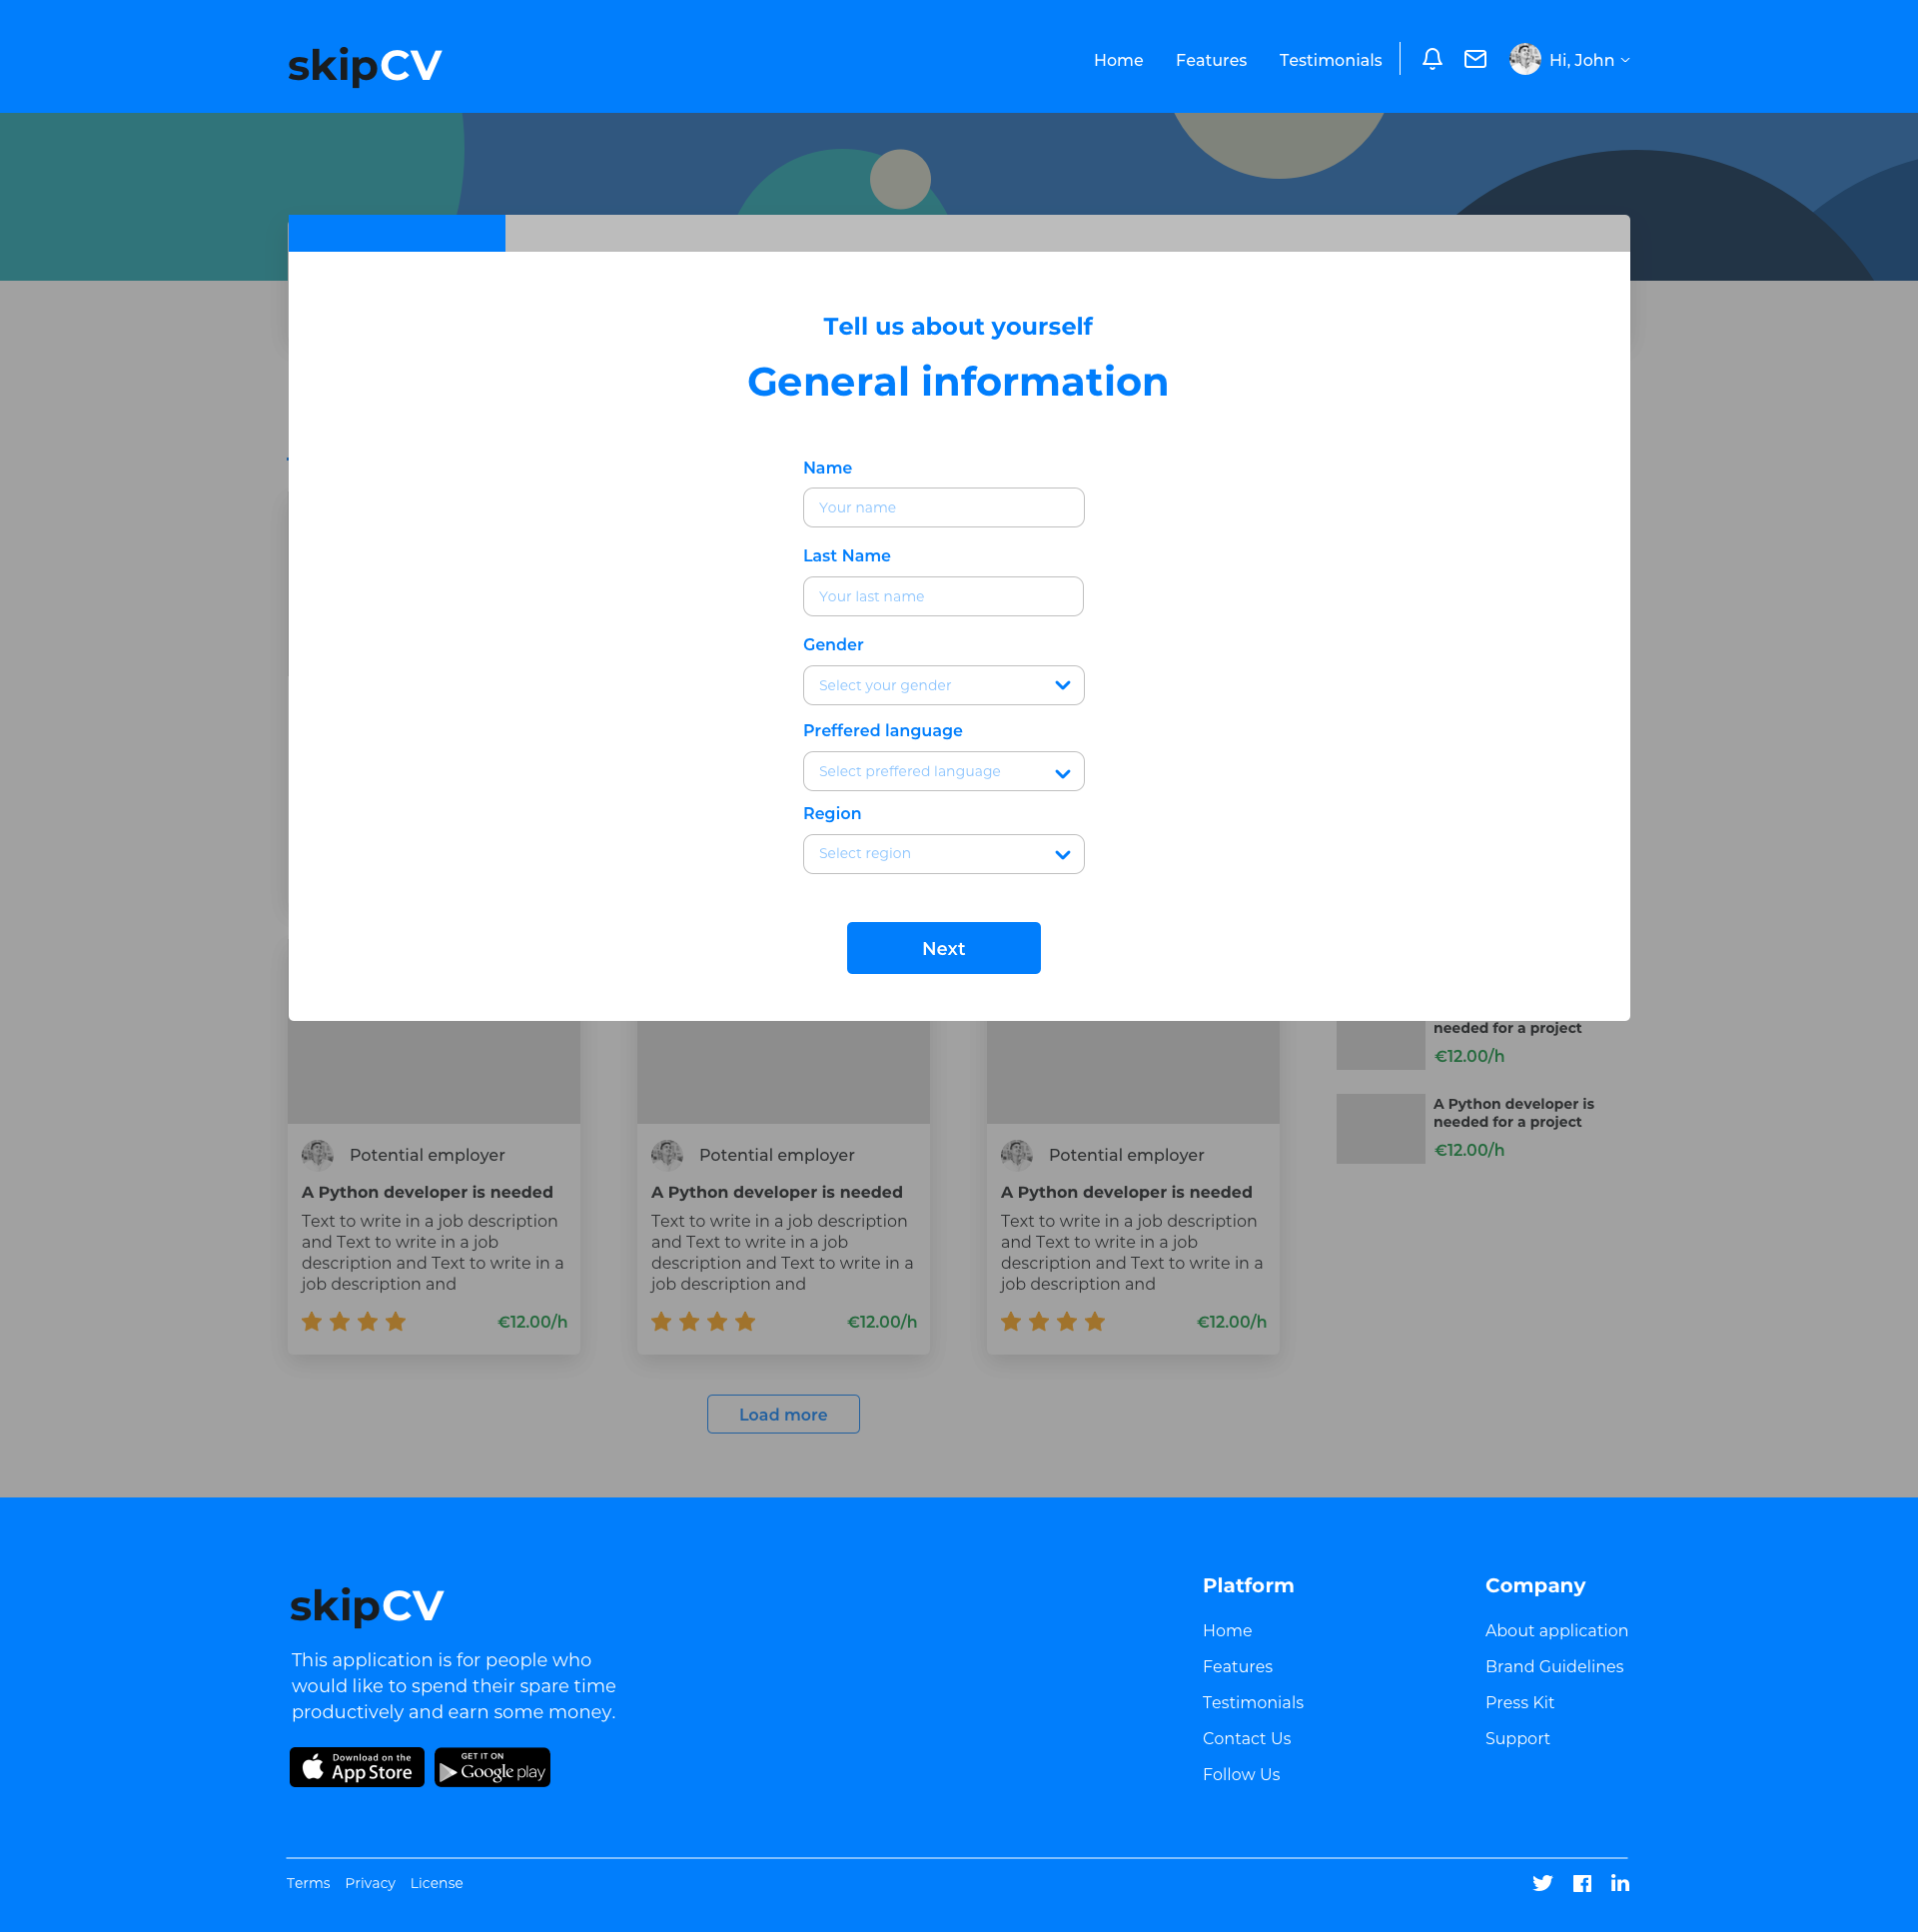 skipCV
Home Features Testimonials Hi, John
Tell us about yourself
General information
Name
Your name
Last Name
Your last name
Gender
Select your gender
Preffered language
Select preffered language
Region
Select region
Next
needed for a project
€12.00/h
A Python developer is
needed for a project
€12.00/h
Potential employer
A Python developer is needed
Text to write in a job description
and Text to write in a job
description and Text to write in a
job description and
€12.00/h
Potential employer
A Python developer is needed
Text to write in a job description
and Text to write in a job
description and Text to write in a
job description and
€12.00/h
Potential employer
A Python developer is needed
Text to write in a job description
and Text to write in a job
description and Text to write in a
job description and
€12.00/h
Load more
skipCV
This application is for people who
would like to spend their spare time
productively and earn some money.
Download on the
App Store
GET IT ON
Google play
Platform
Home
Features
Testimonials
Contact Us
Follow Us
Company
About application
Brand Guidelines
Press Kit
Support
Terms Privacy License
in